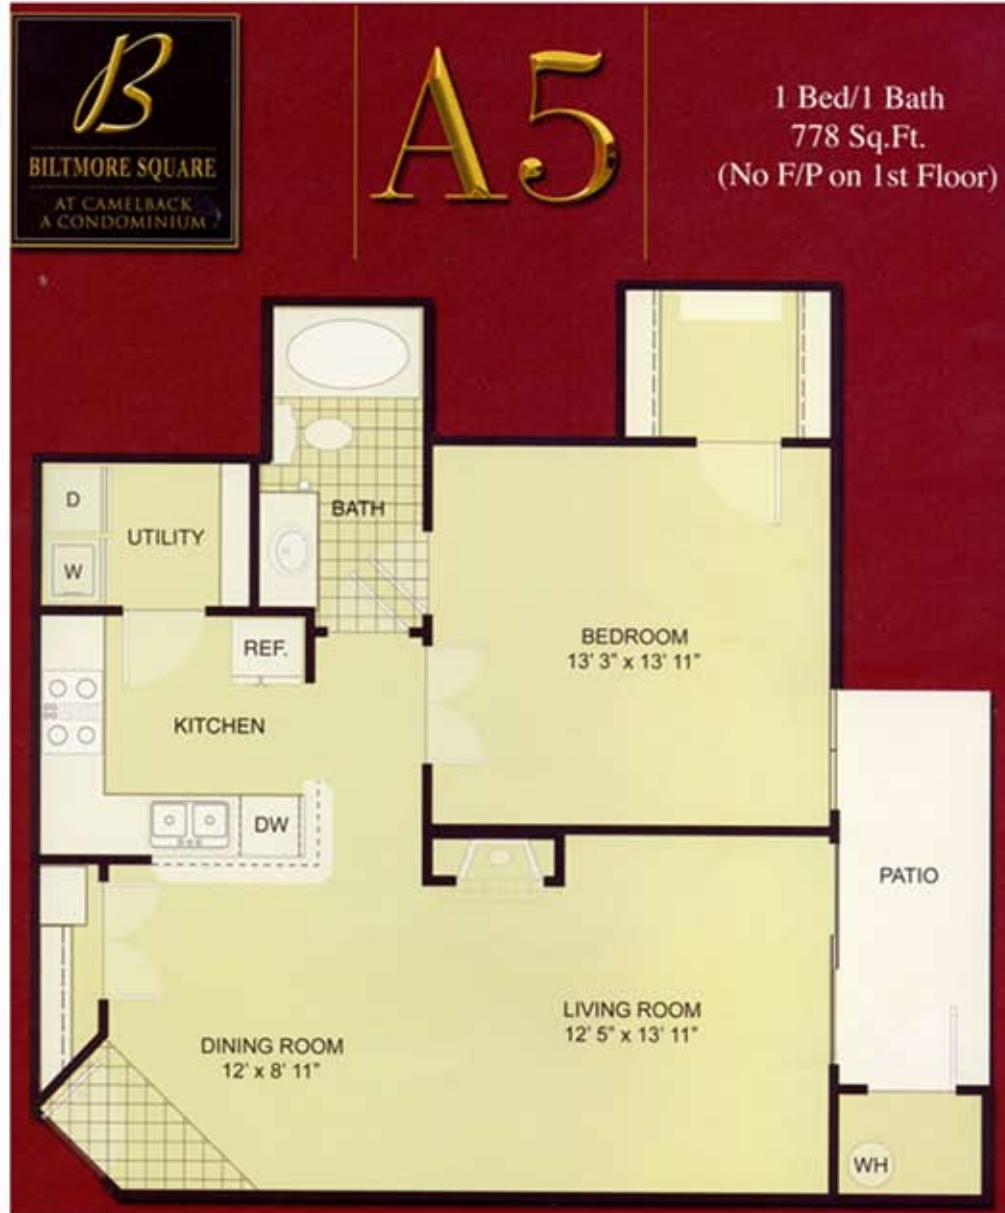 B
BILTMORE SQUARE
AT CAMELBACK
A CONDOMINIUM
A5
1 Bed/1 Bath
778 Sq.Ft.
(No F/P on 1st Floor)
D
UTILITY
W
BATH
REF.
BEDROOM
13' 3" x 13' 11"
KITCHEN
DW
PATIO
LIVING ROOM
12' 5" x 13' 11"
DINING ROOM
12' x 8' 11"
WH